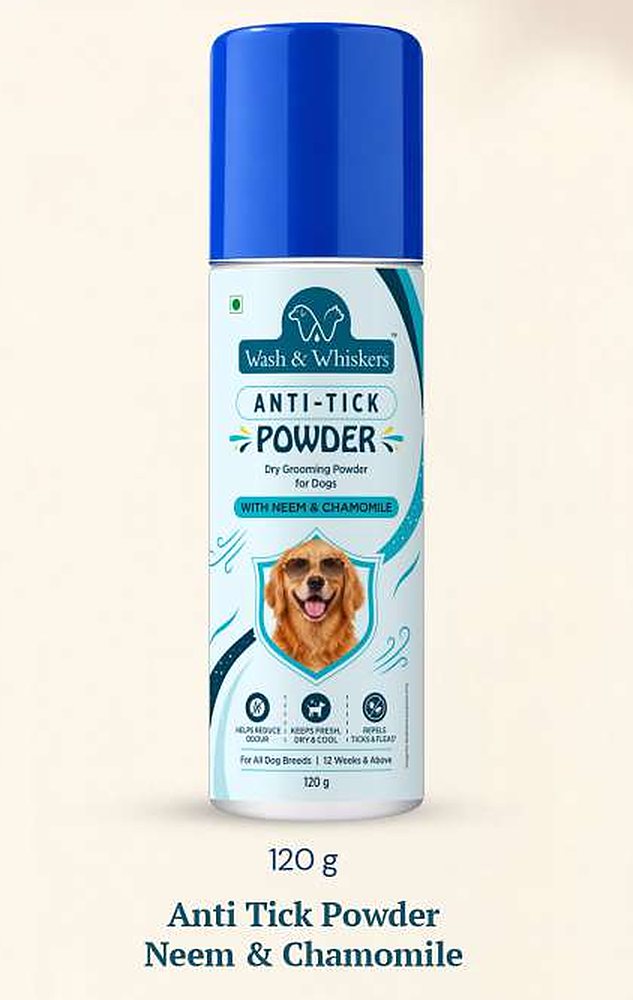 Wash & Whiskers
TM
ANTI-TICK
POWDER
Dry Grooming Powder
for Dogs
WITH NEEM & CHAMOMILE
HELPS REDUCE
ODOUR
KEEPS FRESH,
DRY & COOL
REPELS
TICKS & FLEAS*
For All Dog Breeds | 12 Weeks & Above
120 g
120 g
Anti Tick Powder
Neem & Chamomile